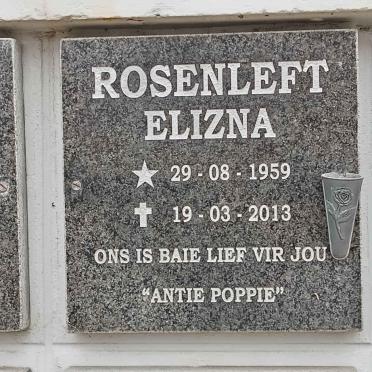 ROSENLEFT
ELIZNA
29 - 08 - 1959
19 - 03 - 2013
ONS IS BAIE LIEF VIR JOU
“ANTIE POPPIE”